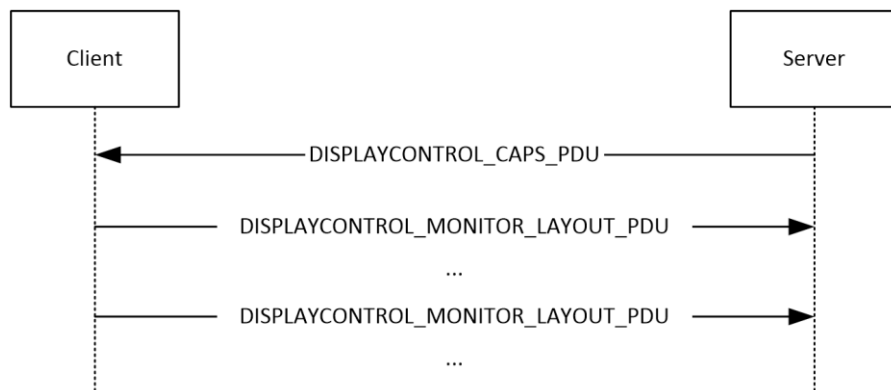 Client
Server
DISPLAYCONTROL_CAPS_PDU
DISPLAYCONTROL_MONITOR_LAYOUT_PDU
...
DISPLAYCONTROL_MONITOR_LAYOUT_PDU
...